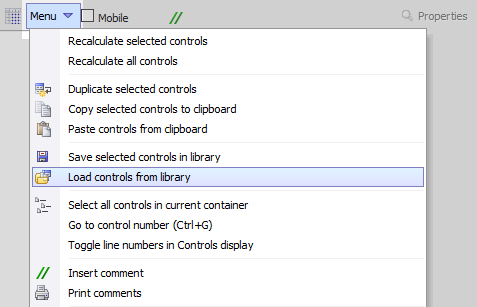 Menu Mobile // Properties
Recalculate selected controls
Recalculate all controls
Duplicate selected controls
Copy selected controls to clipboard
Paste controls from clipboard
Save selected controls in library
Load controls from library
Select all controls in current container
Go to control number (Ctrl+G)
Toggle line numbers in Controls display
// Insert comment
Print comments